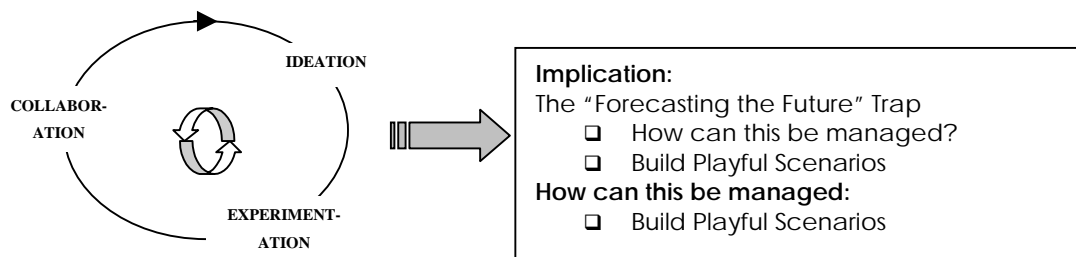 IDEATION
COLLABOR-
ATION
EXPERIMENT-
ATION
Implication:
The “Forecasting the Future” Trap
❑ How can this be managed?
❑ Build Playful Scenarios
How can this be managed:
❑ Build Playful Scenarios